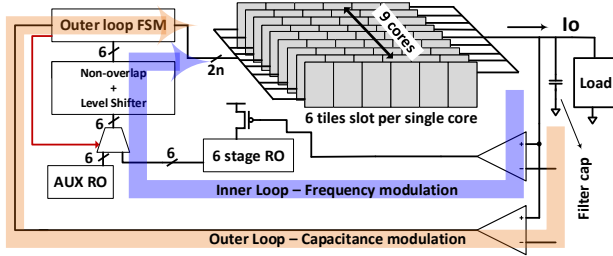 Outer loop FSM
9 cores
Io
6
2n
Non-overlap
+
Level Shifter
Load
6 tiles slot per single core
6
6
6
6 stage RO
AUX RO
+
-
Inner Loop – Frequency modulation
Filter cap
+
-
Outer Loop – Capacitance modulation